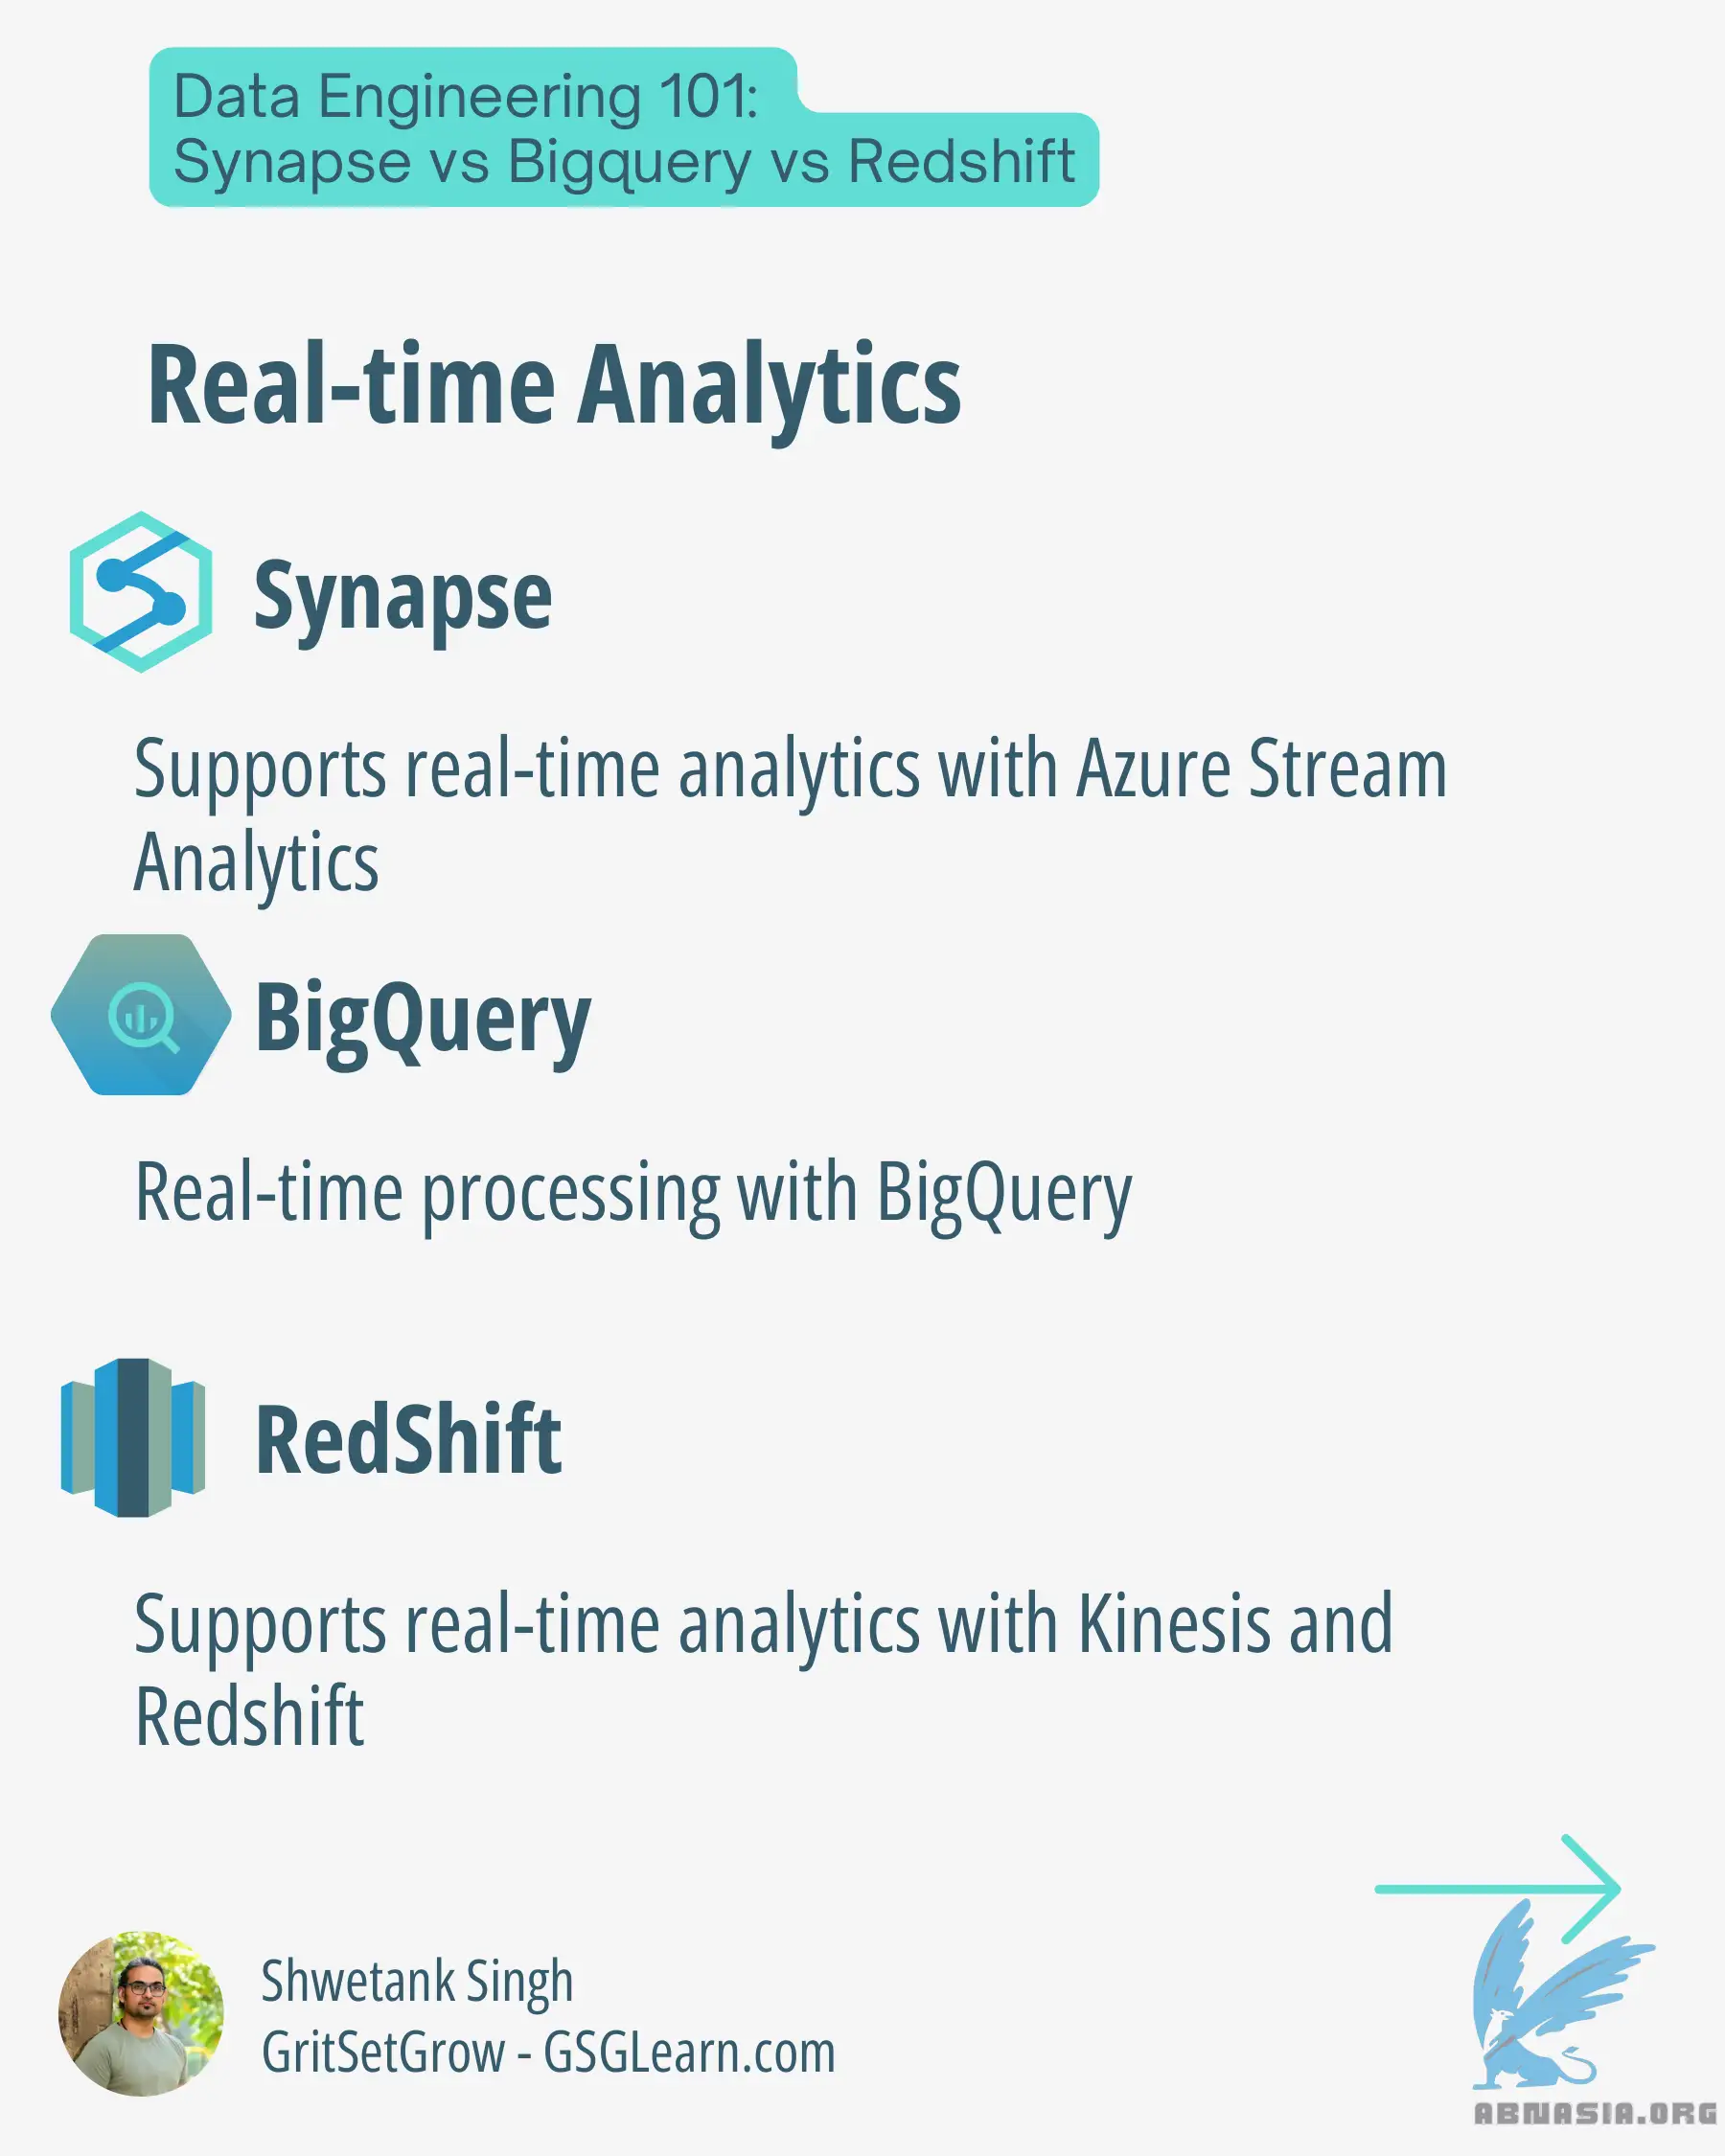 Data Engineering 101:
Synapse vs Bigquery vs Redshift
Real-time Analytics
Synapse
Supports real-time analytics with Azure Stream
Analytics
BigQuery
Real-time processing with BigQuery
RedShift
Supports real-time analytics with Kinesis and
Redshift
Shwetank Singh
GritSetGrow - GSGLearn.com
ABNASIA.ORG